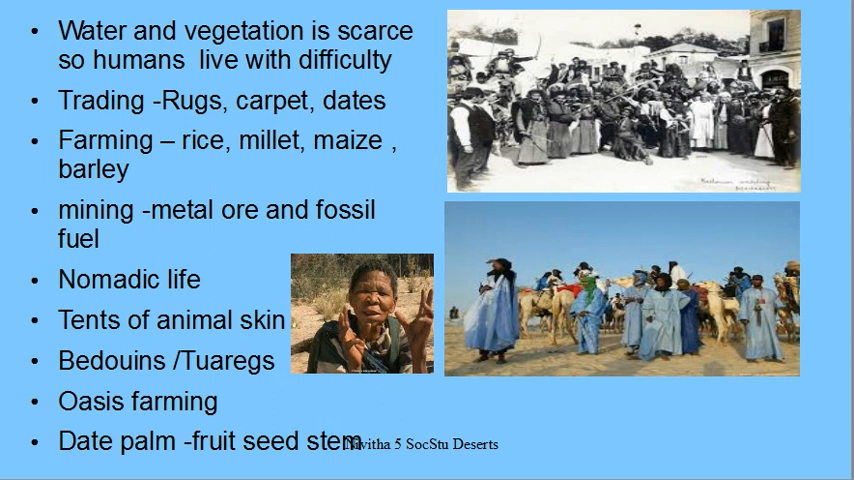 • Water and vegetation is scarce
so humans live with difficulty
• Trading -Rugs, carpet, dates
• Farming – rice, millet, maize ,
barley
• mining -metal ore and fossil
fuel
• Nomadic life
• Tents of animal skin
• Bedouins /Tuaregs
• Oasis farming
• Date palm -fruit seed stem
Nivitha 5 SocStu Deserts